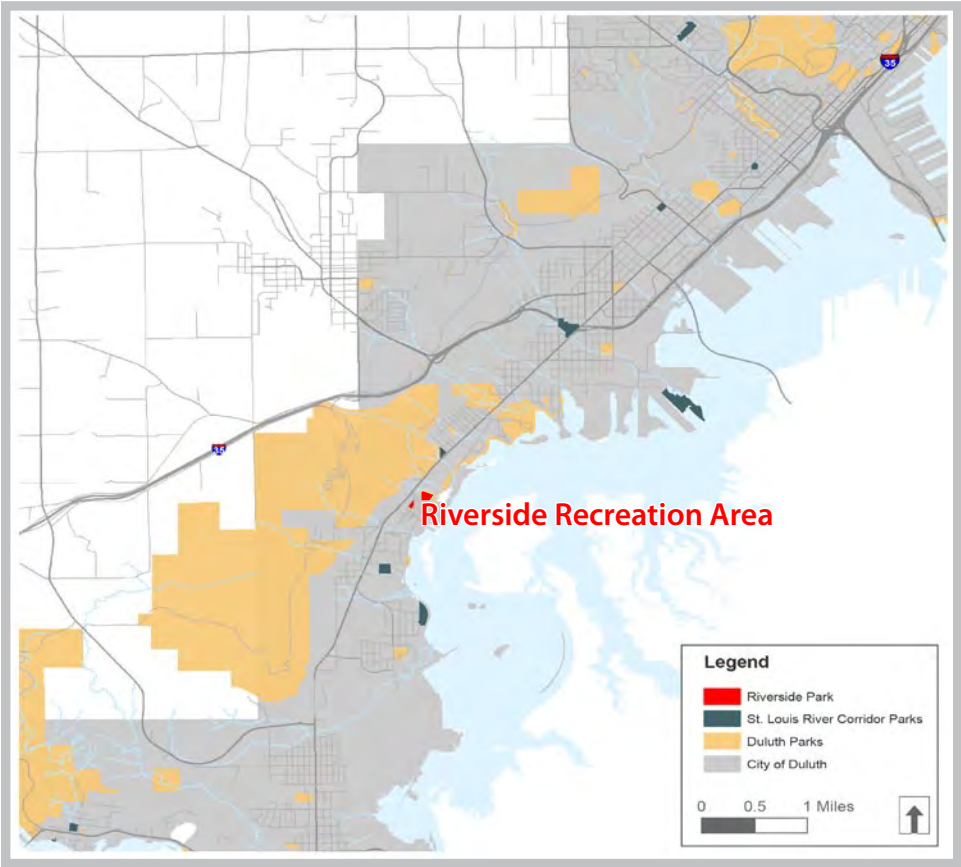 35
35
Riverside Recreation Area
Legend
Riverside Park
St. Louis River Corridor Parks
Duluth Parks
City of Duluth
0 0.5 1 Miles